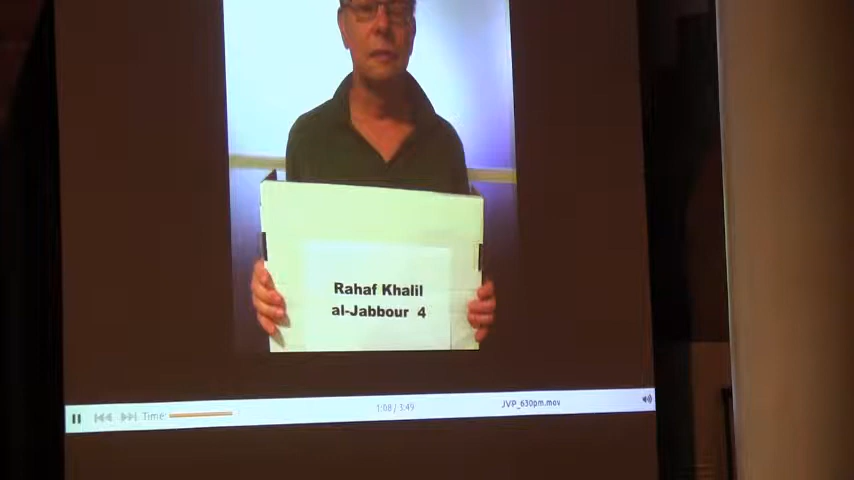 Rahaf Khalil
al-Jabbour 4
Time:
1:08 / 3:49
JVP_630pm.mov